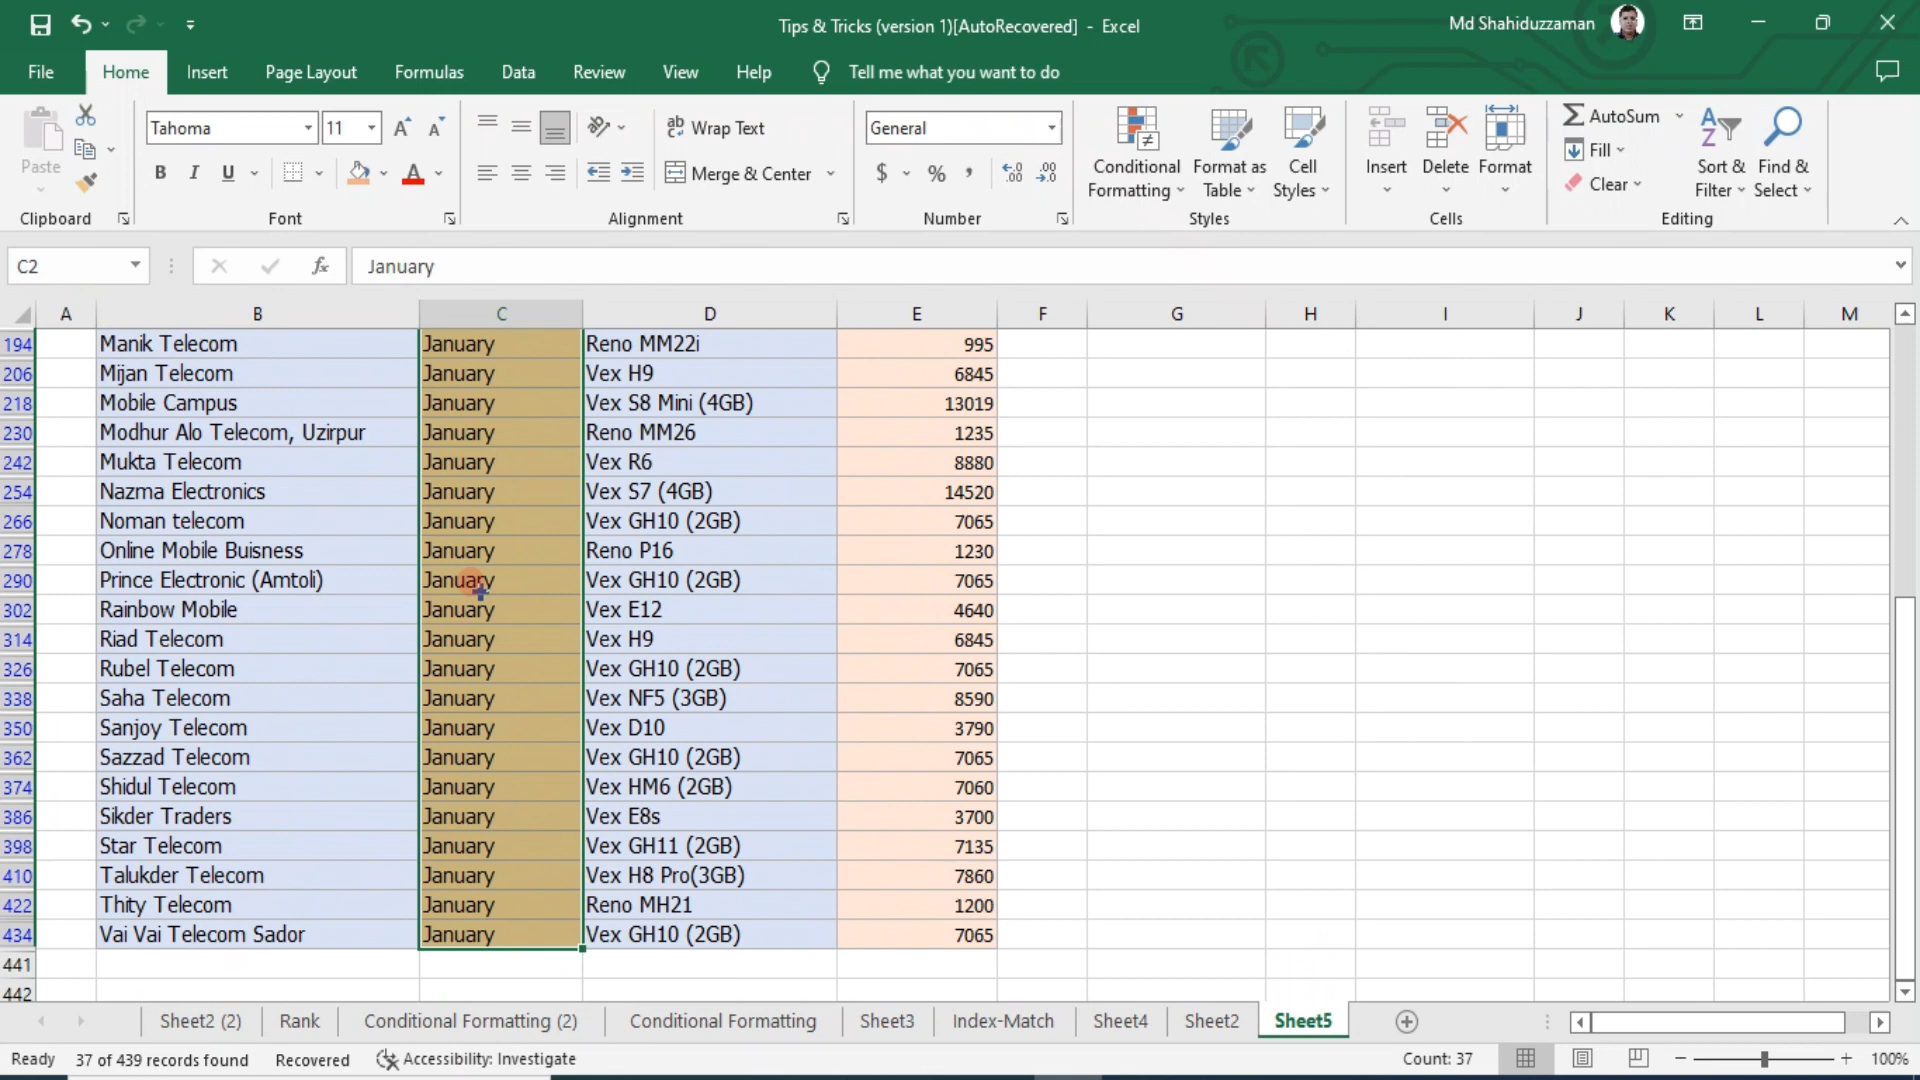 Tips & Tricks (version 1)[AutoRecovered] - Excel
Md Shahiduzzaman
File Home Insert Page Layout Formulas Data Review View Help Tell me what you want to do
Paste
Clipboard
Tahoma 11
B I U
Font
Wrap Text
Merge & Center
Alignment
General
$ % ,
Number
Conditional Formatting
Format as Table
Cell Styles
Styles
Insert Delete Format
Cells
AutoSum
Fill
Clear
Sort & Filter
Find & Select
Editing
C2 fx January
A B C D E F G H I J K L M
194 Manik Telecom January Reno MM22i 995
206 Mijan Telecom January Vex H9 6845
218 Mobile Campus January Vex S8 Mini (4GB) 13019
230 Modhur Alo Telecom, Uzirpur January Reno MM26 1235
242 Mukta Telecom January Vex R6 8880
254 Nazma Electronics January Vex S7 (4GB) 14520
266 Noman telecom January Vex GH10 (2GB) 7065
278 Online Mobile Buisness January Reno P16 1230
290 Prince Electronic (Amtoli) January Vex GH10 (2GB) 7065
302 Rainbow Mobile January Vex E12 4640
314 Riad Telecom January Vex H9 6845
326 Rubel Telecom January Vex GH10 (2GB) 7065
338 Saha Telecom January Vex NF5 (3GB) 8590
350 Sanjoy Telecom January Vex D10 3790
362 Sazzad Telecom January Vex GH10 (2GB) 7065
374 Shidul Telecom January Vex HM6 (2GB) 7060
386 Sikder Traders January Vex E8s 3700
398 Star Telecom January Vex GH11 (2GB) 7135
410 Talukder Telecom January Vex H8 Pro(3GB) 7860
422 Thity Telecom January Reno MH21 1200
434 Vai Vai Telecom Sador January Vex GH10 (2GB) 7065
441
442
Sheet2 (2) Rank Conditional Formatting (2) Conditional Formatting Sheet3 Index-Match Sheet4 Sheet2 Sheet5
Ready 37 of 439 records found Recovered Accessibility: Investigate Count: 37 100%